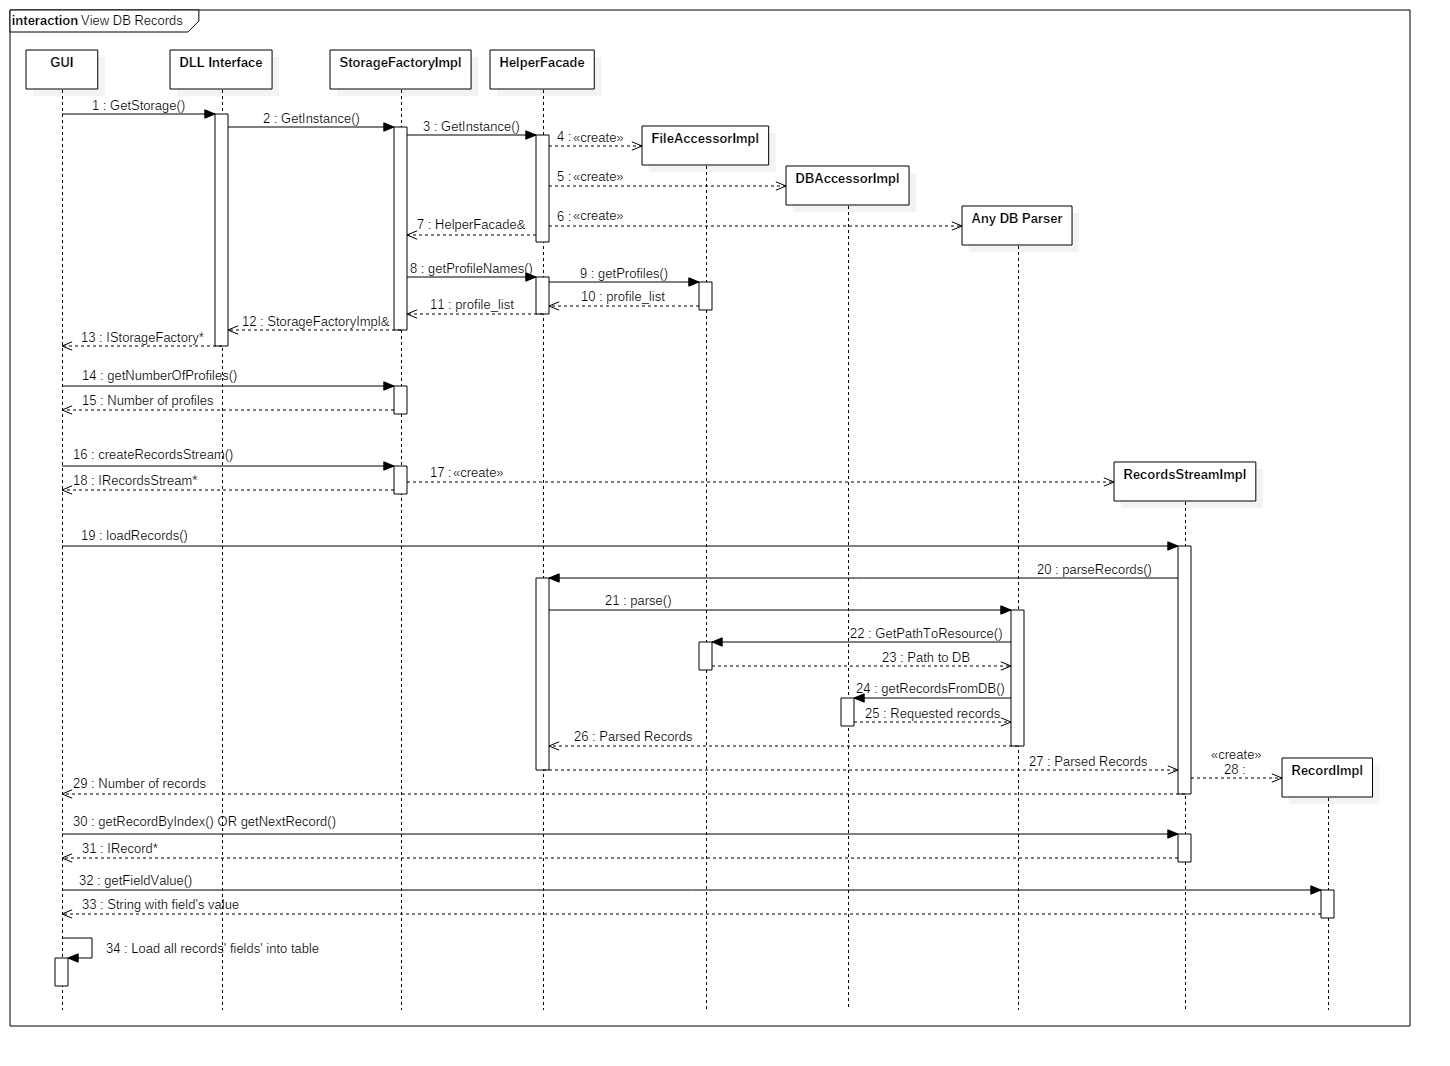 interaction View DB Records
GUI
DLL Interface
StorageFactoryImpl
HelperFacade
1 : GetStorage()
2 : GetInstance()
3 : GetInstance()
4 : «create»
FileAccessorImpl
5 : «create»
DBAccessorImpl
6 : «create»
Any DB Parser
7 : HelperFacade&
8 : getProfileNames()
9 : getProfiles()
10 : profile_list
11 : profile_list
12 : StorageFactoryImpl&
13 : IStorageFactory*
14 : getNumberOfProfiles()
15 : Number of profiles
16 : createRecordsStream()
17 : «create»
RecordsStreamImpl
18 : IRecordsStream*
19 : loadRecords()
20 : parseRecords()
21 : parse()
22 : GetPathToResource()
23 : Path to DB
24 : getRecordsFromDB()
25 : Requested records
26 : Parsed Records
27 : Parsed Records
«create»
28 :
RecordImpl
29 : Number of records
30 : getRecordByIndex() OR getNextRecord()
31 : IRecord*
32 : getFieldValue()
33 : String with field's value
34 : Load all records' fields' into table